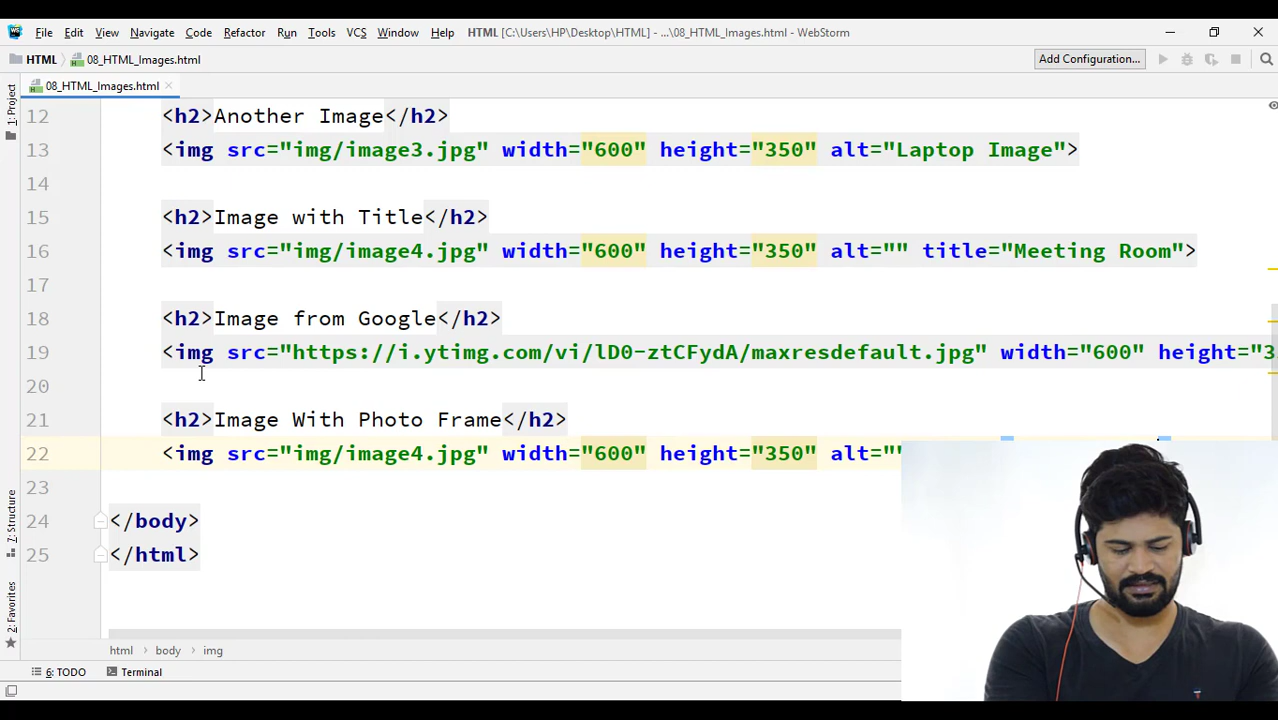 File Edit View Navigate Code Refactor Run Tools VCS Window Help HTML [C:\Users\HP\Desktop\HTML] - ...\08_HTML_Images.html - WebStorm
HTML 08_HTML_Images.html Add Configuration...
08_HTML_Images.html
1: Project
12 <h2>Another Image</h2>
13 <img src="img/image3.jpg" width="600" height="350" alt="Laptop Image">
14
15 <h2>Image with Title</h2>
16 <img src="img/image4.jpg" width="600" height="350" alt="" title="Meeting Room">
17
18 <h2>Image from Google</h2>
19 <img src="https://i.ytimg.com/vi/lD0-ztCFydA/maxresdefault.jpg" width="600" height="3
20
21 <h2>Image With Photo Frame</h2>
22 <img src="img/image4.jpg" width="600" height="350" alt=""
23
24 </body>
25 </html>
7: Structure
2: Favorites
html body img
6: TODO Terminal